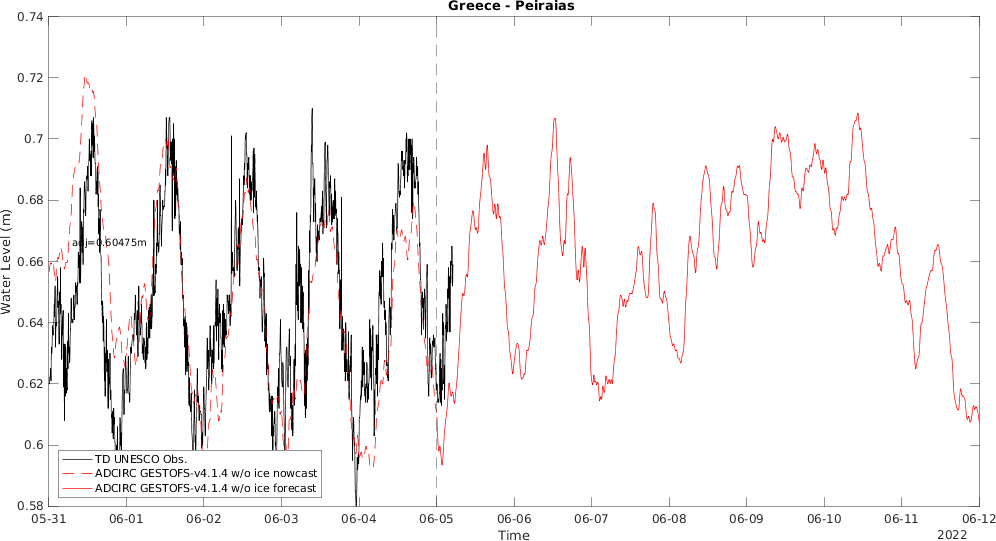 Greece - Peiraias
0.74
0.72
0.7
0.68
0.66
0.64
0.62
0.6
0.58
Water Level (m)
adj=0.60475m
TD UNESCO Obs.
ADCIRC GESTOFS-v4.1.4 w/o ice nowcast
ADCIRC GESTOFS-v4.1.4 w/o ice forecast
05-31 06-01 06-02 06-03 06-04 06-05 06-06 06-07 06-08 06-09 06-10 06-11 06-12
Time
2022